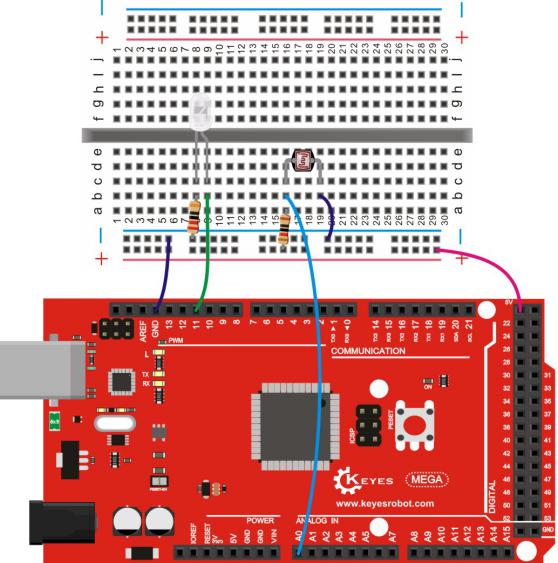 + +
1 2 3 4 5 6 7 8 9 10 11 12 13 14 15 16 17 18 19 20 21 22 23 24 25 26 27 28 29 30
j j
i i
h h
g g
f f
e e
d d
c c
b b
a a
1 2 3 4 5 6 7 8 9 10 11 12 13 14 15 16 17 18 19 20 21 22 23 24 25 26 27 28 29 30
+ +
AREF GND 13 12 11 10 9 8 7 6 5 4 3 2 TX0 ► 1 RX0 ◄ 0 TX3 14 RX3 15 TX2 16 RX2 17 TX1 18 RX1 19 SDA 20 SCL 21
5V
22
24
26
28
30 31
32 33
34 35
36 37
38 39
40 41
42 43
44 45
46 47
48 49
50 51
52 53
GND
PWM
COMMUNICATION
L
TX
RX
ON
ICSP
RESET
KEYES MEGA
www.keyesrobot.com
DIGITAL
POWER ANALOG IN
IOREF RESET 3V3 5V GND GND VIN A0 A1 A2 A3 A4 A5 A7 A8 A9 A10 A11 A12 A13 A14 A15